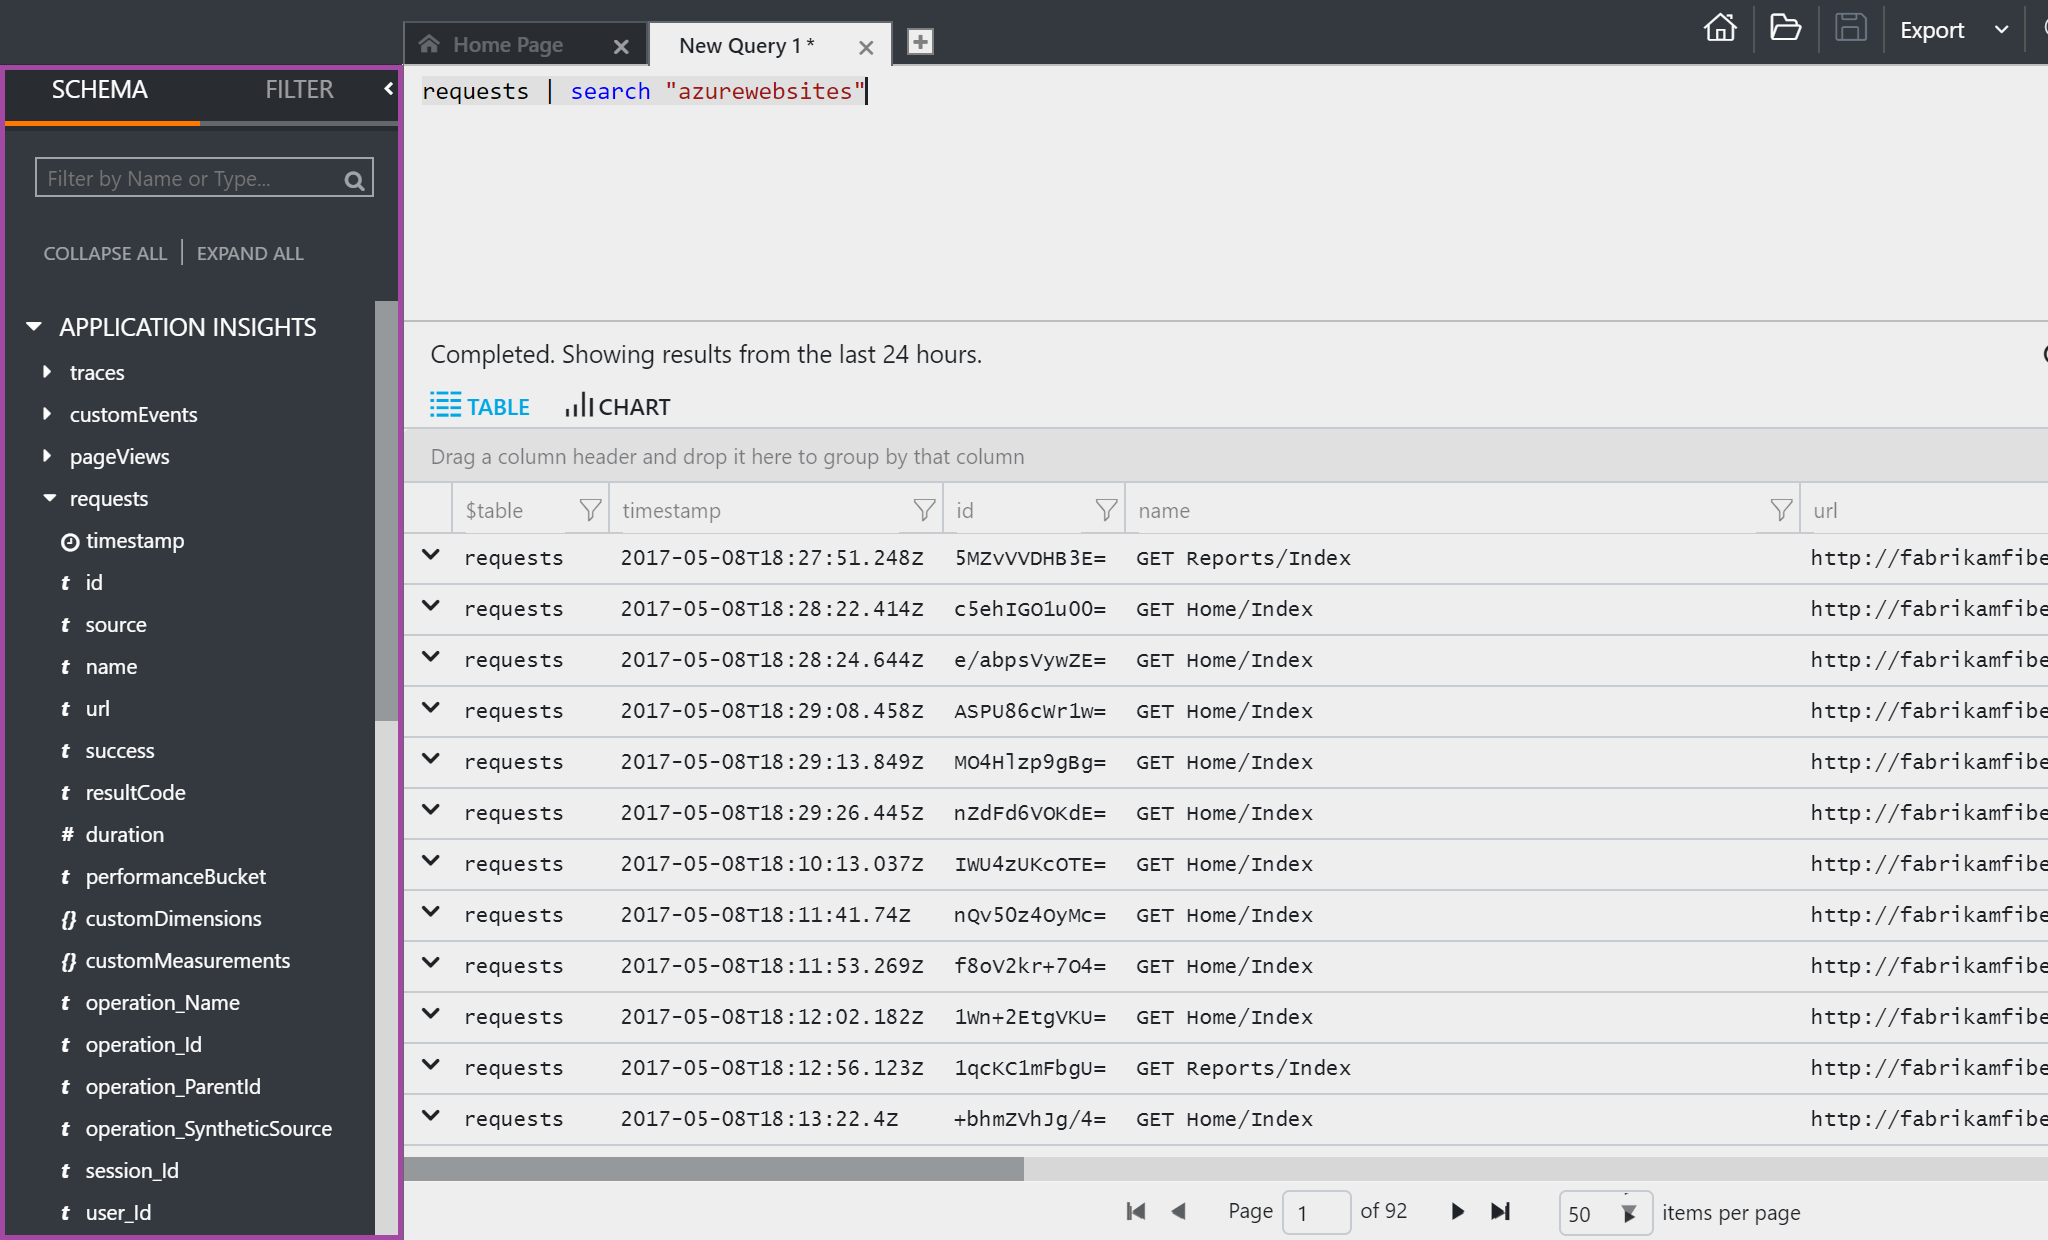 Home Page
New Query 1 *
Export
SCHEMA
FILTER
Filter by Name or Type...
COLLAPSE ALL
EXPAND ALL
APPLICATION INSIGHTS
traces
customEvents
pageViews
requests
timestamp
t id
t source
t name
t url
t success
t resultCode
# duration
t performanceBucket
{} customDimensions
{} customMeasurements
t operation_Name
t operation_Id
t operation_ParentId
t operation_SyntheticSource
t session_Id
t user_Id
requests | search "azurewebsites"
Completed. Showing results from the last 24 hours.
TABLE
CHART
Drag a column header and drop it here to group by that column
$table timestamp id name url
requests 2017-05-08T18:27:51.248Z 5MZvVVDHB3E= GET Reports/Index http://fabrikamfibe
requests 2017-05-08T18:28:22.414Z c5ehIGO1uO0= GET Home/Index http://fabrikamfibe
requests 2017-05-08T18:28:24.644Z e/abpsVywZE= GET Home/Index http://fabrikamfibe
requests 2017-05-08T18:29:08.458Z ASPU86cWr1w= GET Home/Index http://fabrikamfibe
requests 2017-05-08T18:29:13.849Z MO4Hlzp9gBg= GET Home/Index http://fabrikamfibe
requests 2017-05-08T18:29:26.445Z nZdFd6VOKdE= GET Home/Index http://fabrikamfibe
requests 2017-05-08T18:10:13.037Z IWU4zUKcOTE= GET Home/Index http://fabrikamfibe
requests 2017-05-08T18:11:41.74Z nQv5Oz4OyMc= GET Home/Index http://fabrikamfibe
requests 2017-05-08T18:11:53.269Z f8oV2kr+7O4= GET Home/Index http://fabrikamfibe
requests 2017-05-08T18:12:02.182Z 1Wn+2EtgVKU= GET Home/Index http://fabrikamfibe
requests 2017-05-08T18:12:56.123Z 1qcKC1mFbgU= GET Reports/Index http://fabrikamfibe
requests 2017-05-08T18:13:22.4Z +bhmZVhJg/4= GET Home/Index http://fabrikamfibe
Page 1 of 92
50 items per page